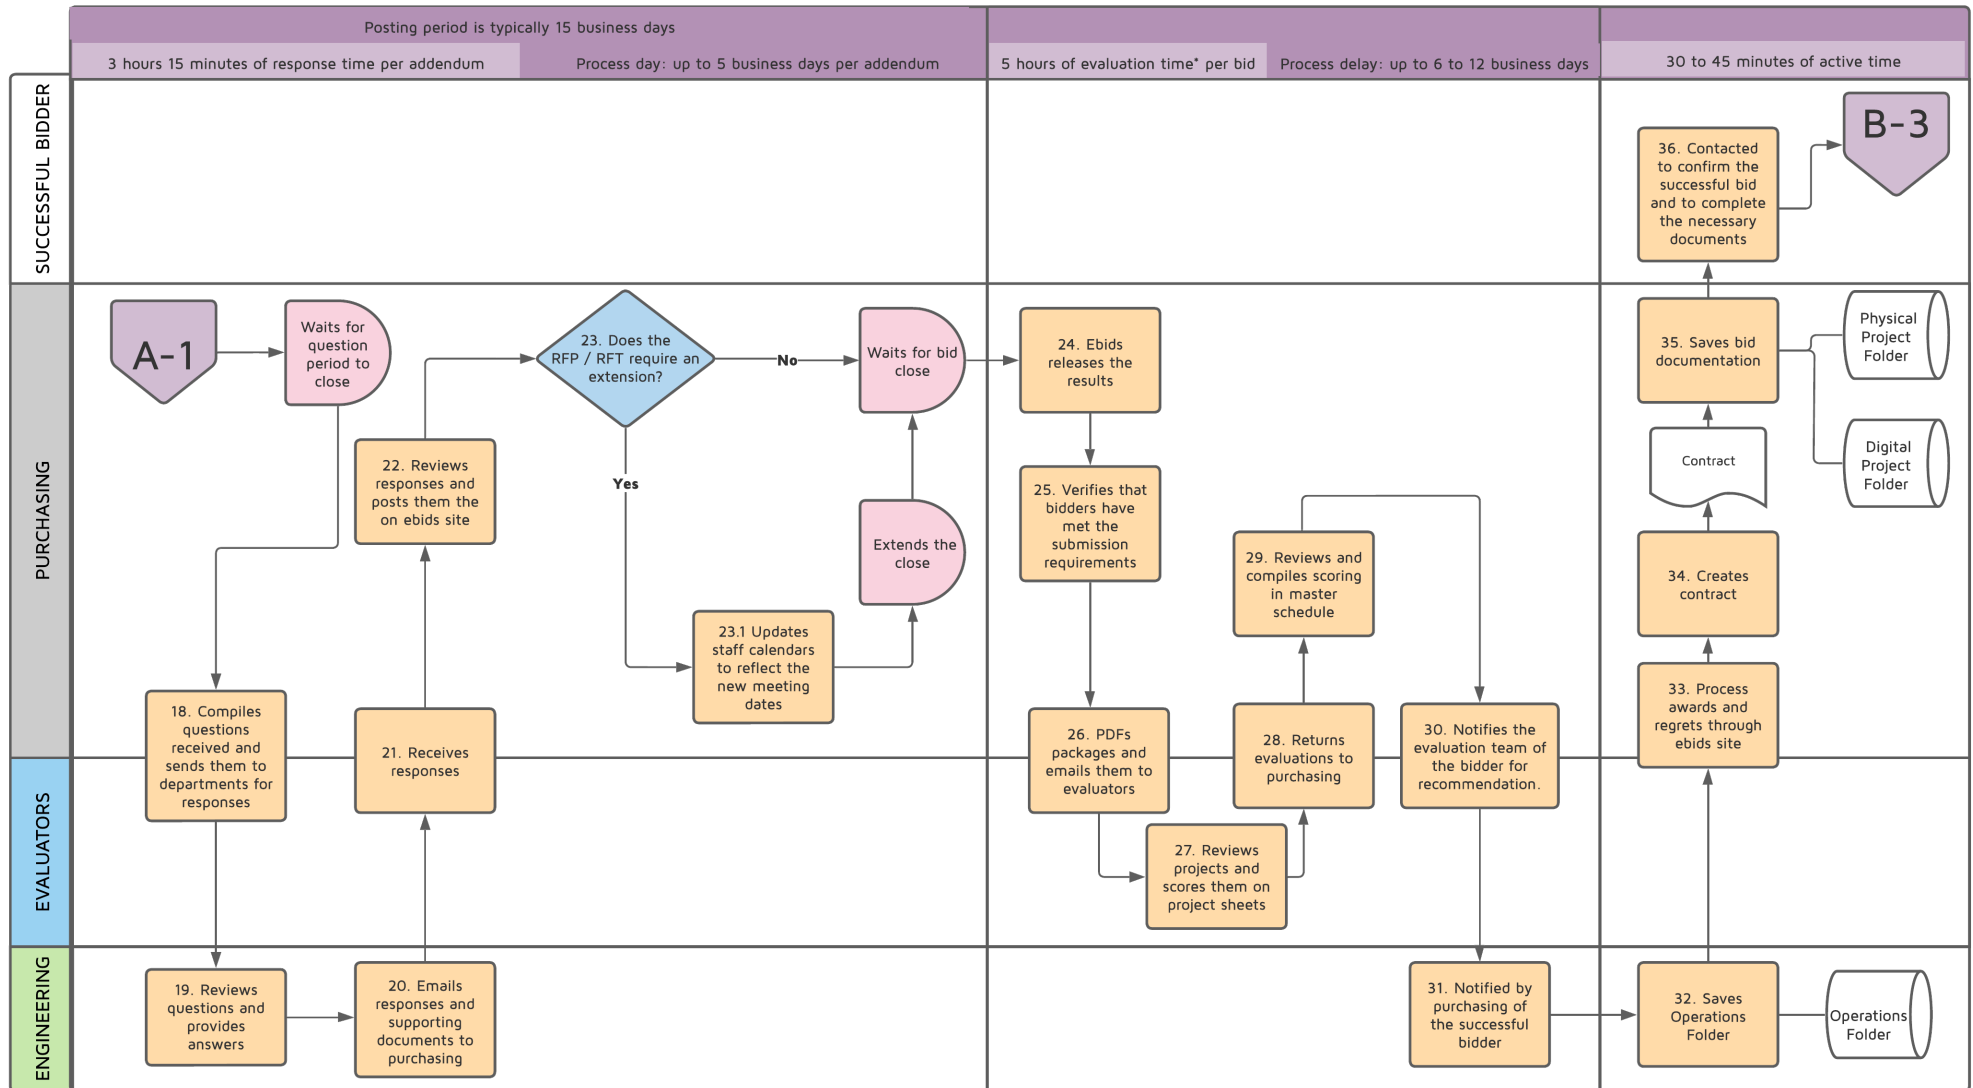 Posting period is typically 15 business days
3 hours 15 minutes of response time per addendum
Process day: up to 5 business days per addendum
5 hours of evaluation time* per bid
Process delay: up to 6 to 12 business days
30 to 45 minutes of active time
SUCCESSFUL BIDDER
36. Contacted
to confirm the
successful bid
and to complete
the necessary
documents
B-3
PURCHASING
A-1
Waits for
question
period to
close
18. Compiles
questions
received and
sends them to
departments for
responses
21. Receives
responses
22. Reviews
responses and
posts them the
on ebids site
23. Does the
RFP / RFT require an
extension?
No
Yes
23.1 Updates
staff calendars
to reflect the
new meeting
dates
Extends the
close
Waits for bid
close
24. Ebids
releases the
results
25. Verifies that
bidders have
met the
submission
requirements
26. PDFs
packages and
emails them to
evaluators
28. Returns
evaluations to
purchasing
29. Reviews and
compiles scoring
in master
schedule
30. Notifies the
evaluation team of
the bidder for
recommendation.
33. Process
awards and
regrets through
ebids site
34. Creates
contract
Contract
35. Saves bid
documentation
Physical
Project
Folder
Digital
Project
Folder
EVALUATORS
27. Reviews
projects and
scores them on
project sheets
ENGINEERING
19. Reviews
questions and
provides
answers
20. Emails
responses and
supporting
documents to
purchasing
31. Notified by
purchasing of
the successful
bidder
32. Saves
Operations
Folder
Operations
Folder